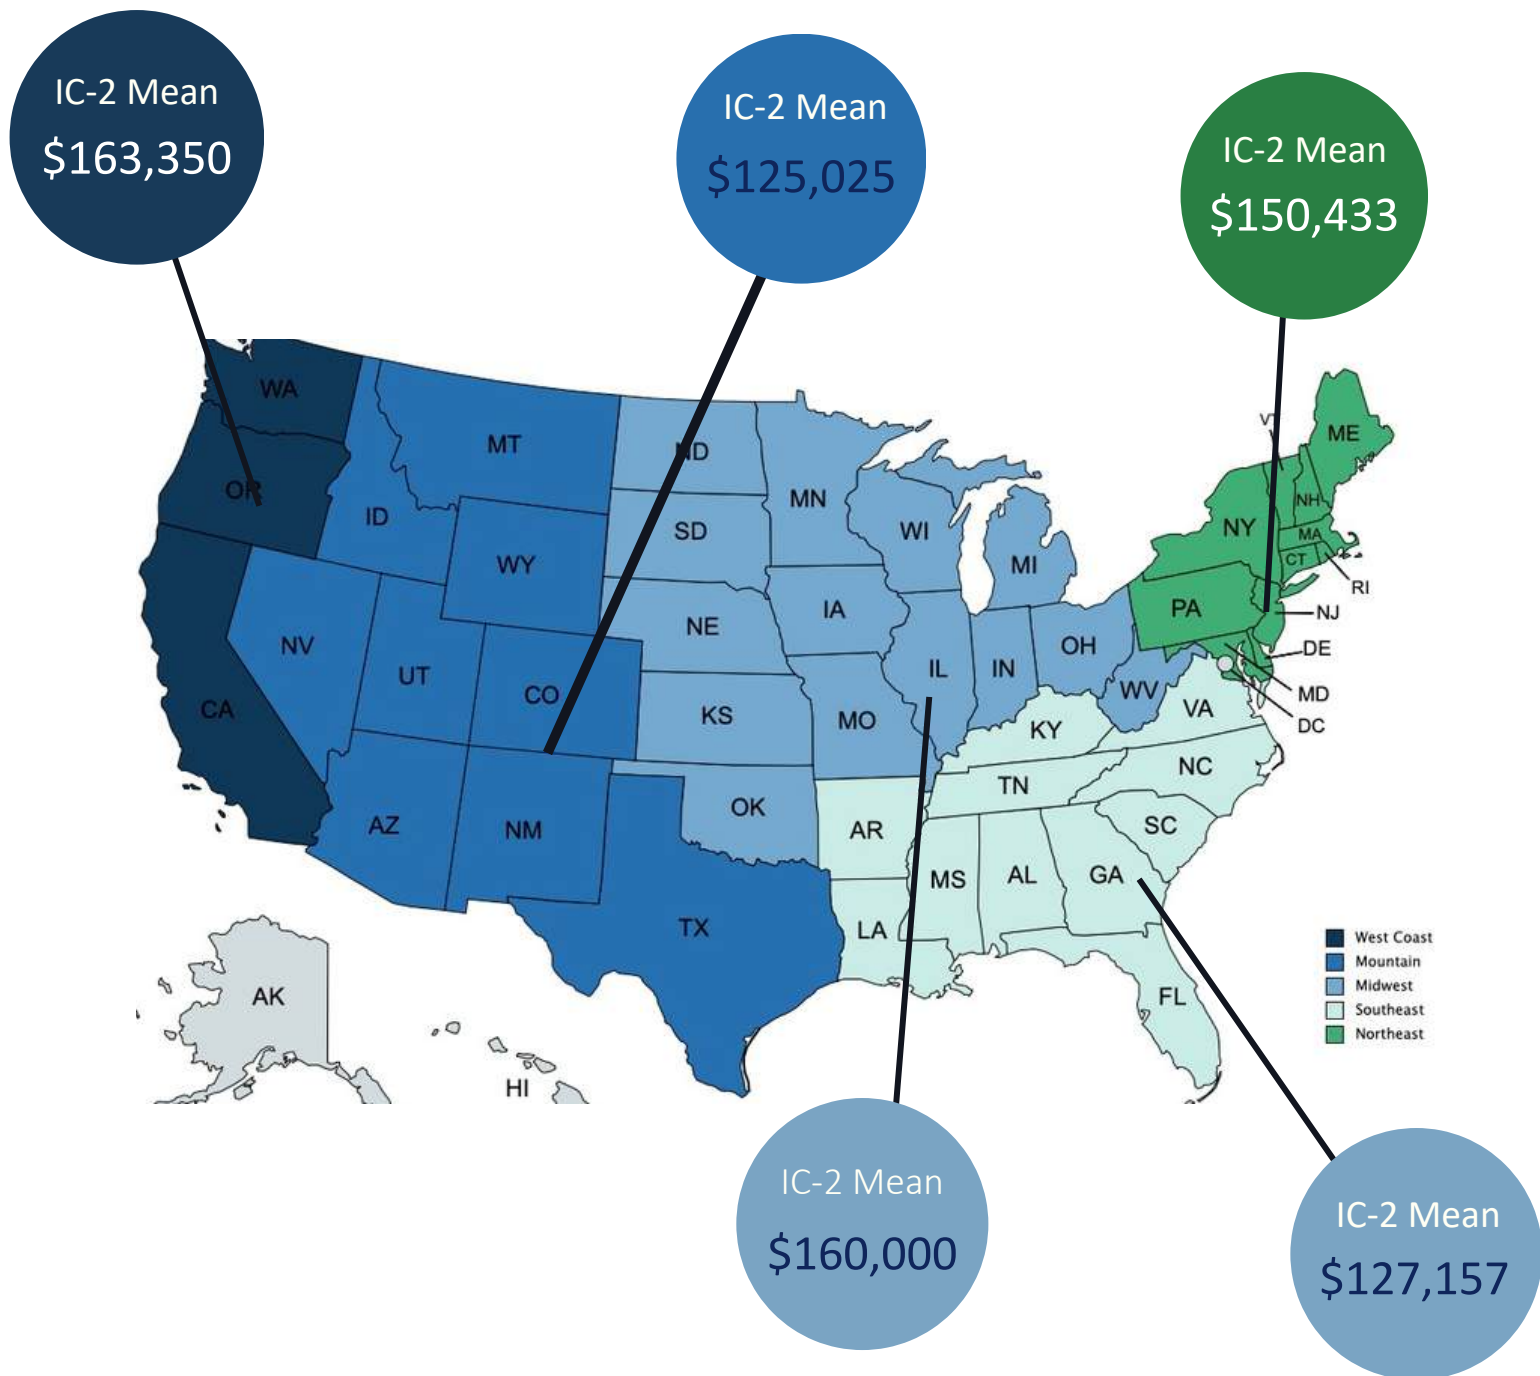 IC-2 Mean
$163,350
IC-2 Mean
$125,025
IC-2 Mean
$150,433
WA
OR
CA
MT
ID
WY
NV
UT
CO
AZ
NM
TX
ND
SD
NE
KS
OK
MN
IA
MO
WI
IL
MI
IN
OH
WV
KY
TN
AR
LA
MS
AL
GA
FL
SC
NC
VA
VT
ME
NH
NY
MA
CT
RI
PA
NJ
DE
MD
DC
AK
HI
West Coast
Mountain
Midwest
Southeast
Northeast
IC-2 Mean
$160,000
IC-2 Mean
$127,157